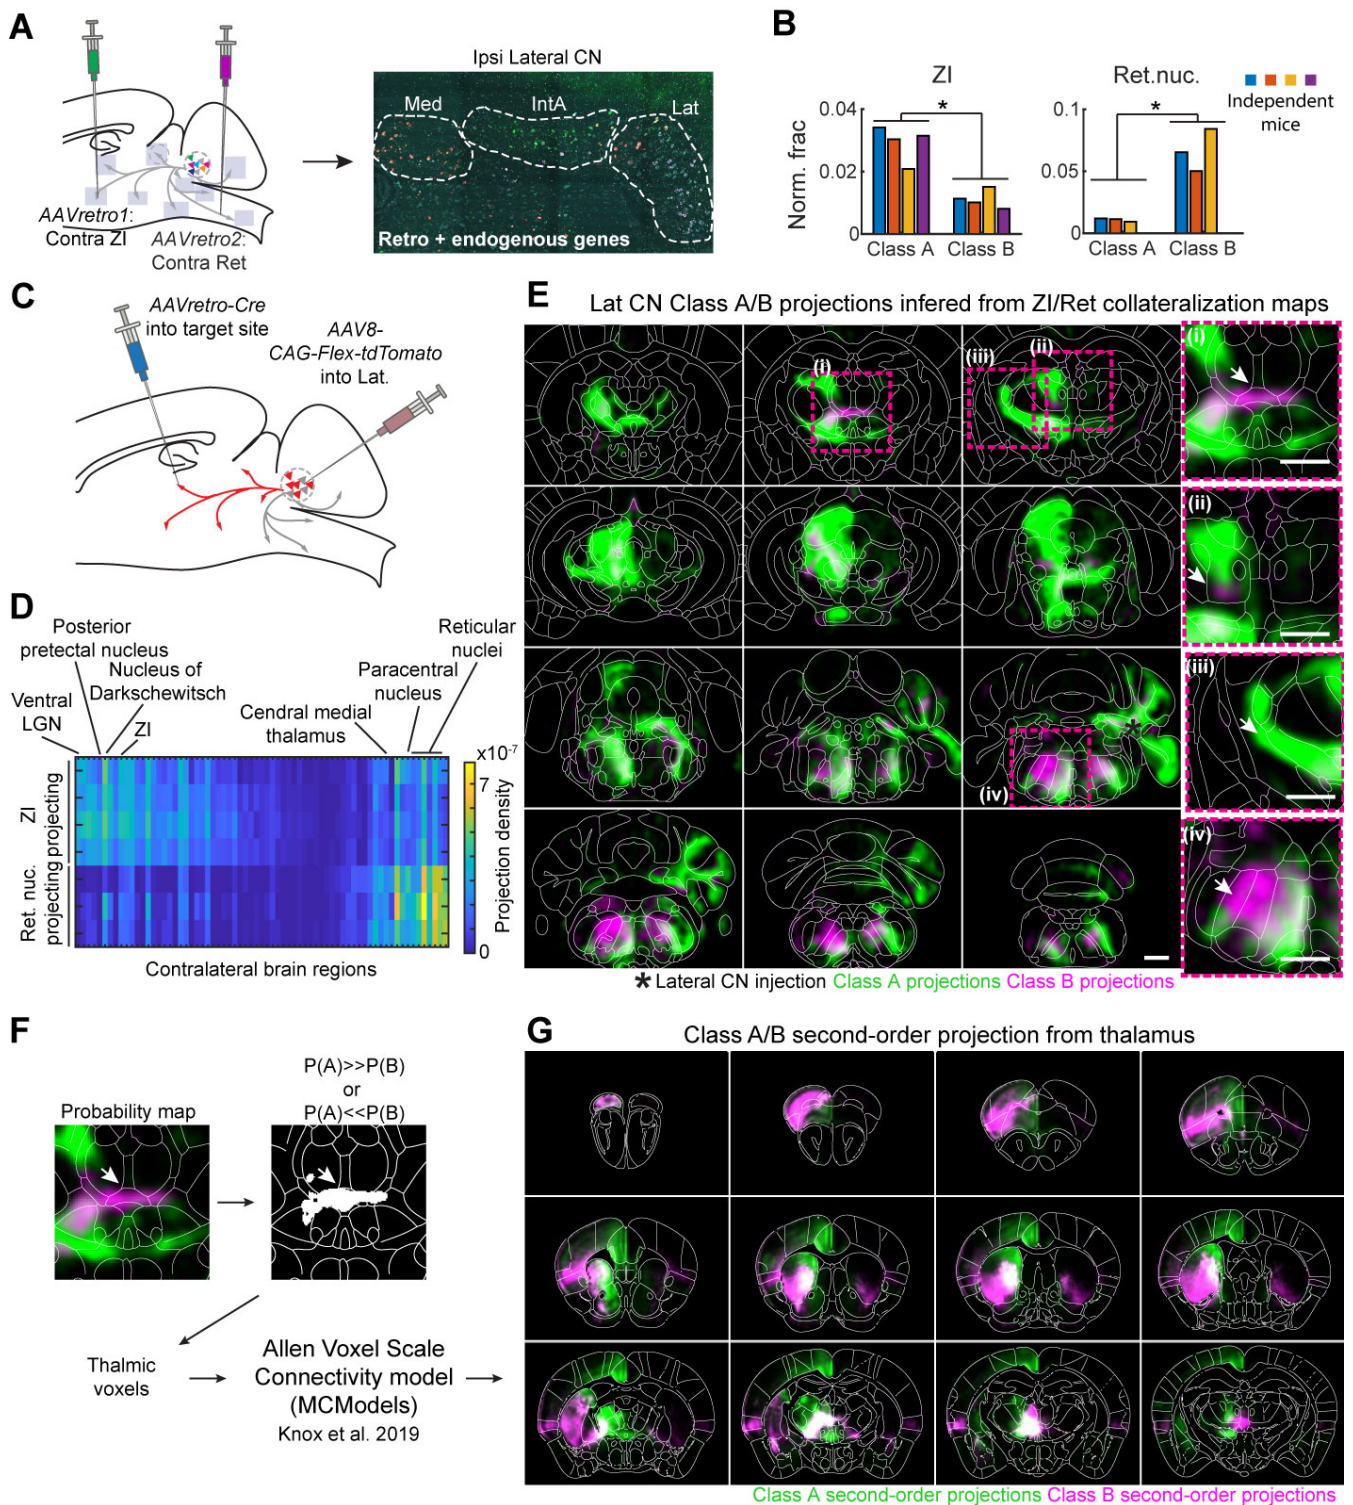 A
Ipsi Lateral CN
Med
IntA
Lat
AAVretro1:
Contra ZI
AAVretro2:
Contra Ret
Retro + endogenous genes
B
ZI
Ret.nuc.
Independent
mice
Norm. frac
0.04
0.02
0
*
Class A
Class B
0.1
0.05
0
*
Class A
Class B
C
AAVretro-Cre
into target site
AAV8-
CAG-Flex-tdTomato
into Lat.
D
Posterior
pretectal nucleus
Nucleus of
Darkschewitsch
Ventral
LGN
ZI
Cendral medial
thalamus
Paracentral
nucleus
Reticular
nuclei
ZI
projecting
Ret. nuc.
projecting
x10-7
7
0
Projection density
Contralateral brain regions
E
Lat CN Class A/B projections infered from ZI/Ret collateralization maps
(i)
(iii)
(ii)
(i)
(ii)
*
(iv)
(iii)
(iv)
* Lateral CN injection Class A projections Class B projections
F
P(A)>>P(B)
or
P(A)<<P(B)
Probability map
Thalmic
voxels
Allen Voxel Scale
Connectivity model
(MCModels)
Knox et al. 2019
G
Class A/B second-order projection from thalamus
Class A second-order projections Class B second-order projections